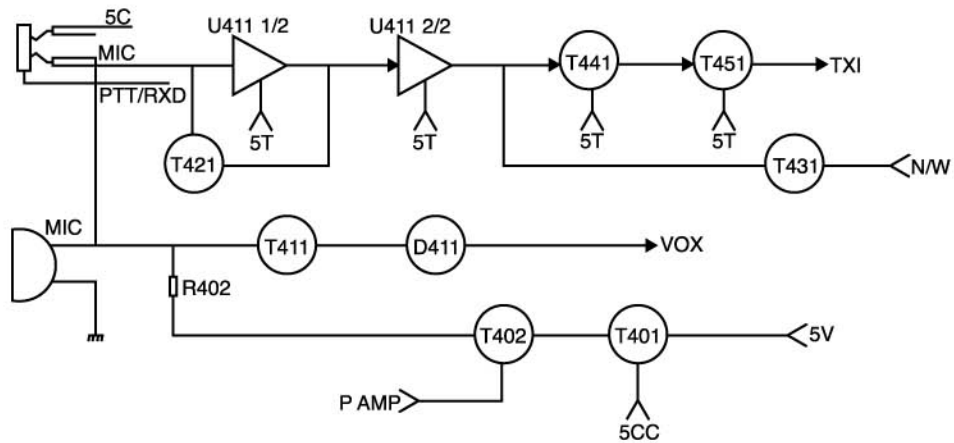 5C
U411 1/2
U411 2/2
MIC
T441
T451
TXI
PTT/RXD
5T
5T
5T
5T
T421
T431
N/W
MIC
T411
D411
VOX
R402
T402
T401
5V
P AMP
5CC